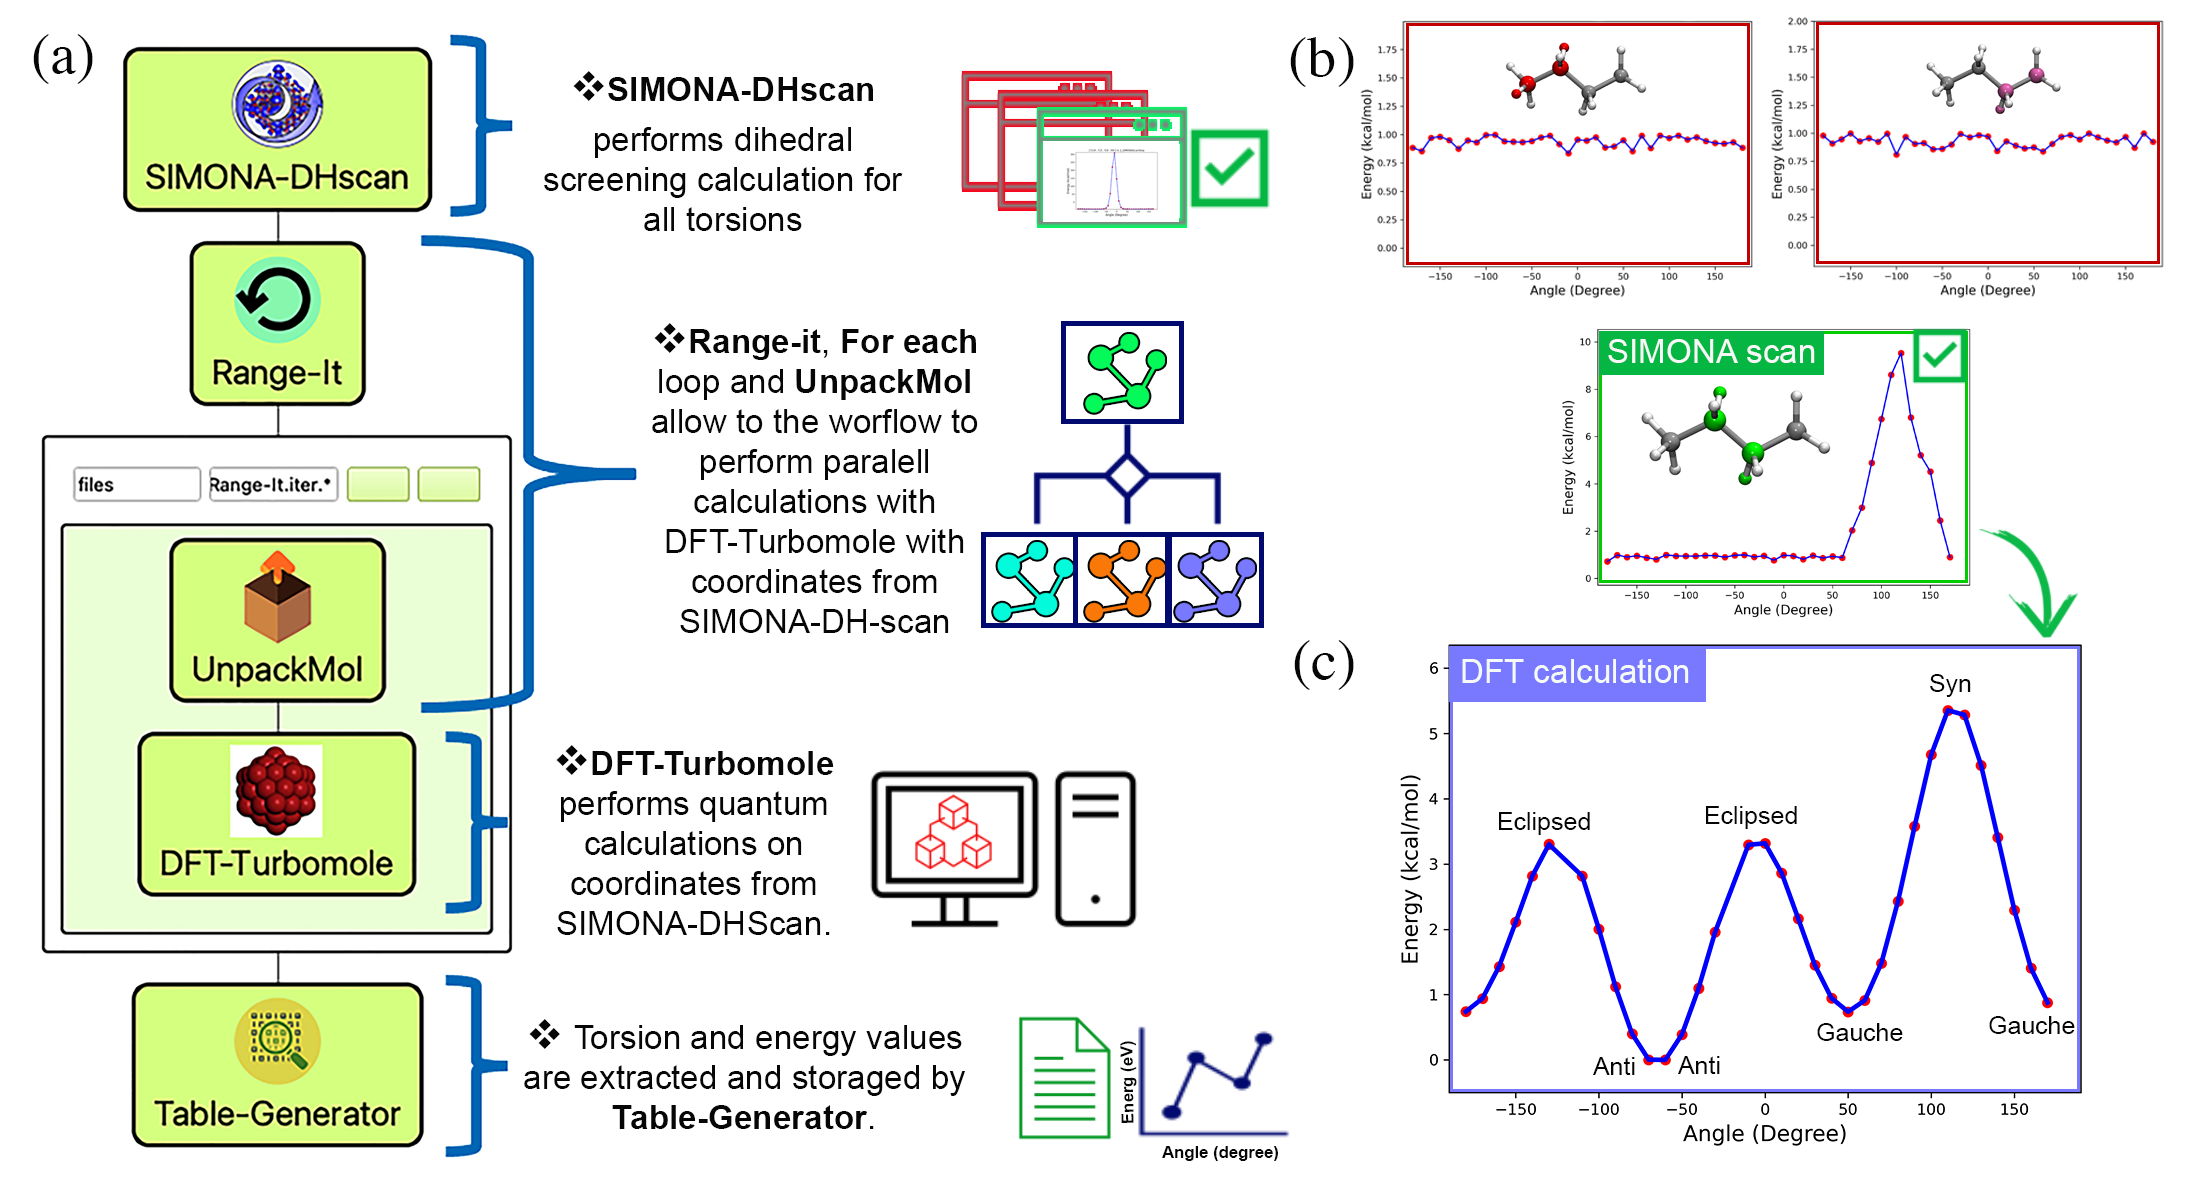 (a)
SIMONA-DHscan
Range-It
files
Range-It.iter.*
UnpackMol
DFT-Turbomole
Table-Generator
❖SIMONA-DHscan
performs dihedral
screening calculation for
all torsions
❖Range-it, For each
loop and UnpackMol
allow to the worflow to
perform paralell
calculations with
DFT-Turbomole with
coordinates from
SIMONA-DH-scan
❖DFT-Turbomole
performs quantum
calculations on
coordinates from
SIMONA-DHScan.
❖ Torsion and energy values
are extracted and storaged by
Table-Generator.
Energ (eV)
Angle (degree)
(b)
Energy (kcal/mol)
1.75
1.50
1.25
1.00
0.75
0.50
0.25
0.00
−150 −100 −50 0 50 100 150
Angle (Degree)
Energy (kcal/mol)
2.00
1.75
1.50
1.25
1.00
0.75
0.50
0.25
0.00
−150 −100 −50 0 50 100 150
Angle (Degree)
SIMONA scan
Energy (kcal/mol)
10
8
6
4
2
0
−150 −100 −50 0 50 100 150
Angle (Degree)
(c)
DFT calculation
Energy (kcal/mol)
6
5
4
3
2
1
0
Syn
Eclipsed
Eclipsed
Gauche
Gauche
Anti
Anti
−150 −100 −50 0 50 100 150
Angle (Degree)